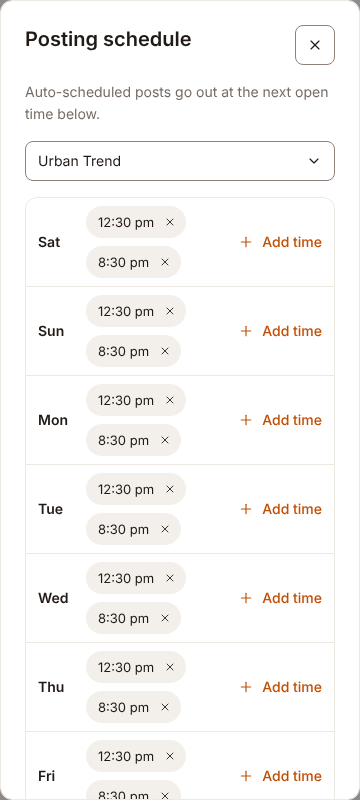 Posting schedule
Auto-scheduled posts go out at the next open
time below.
Urban Trend
Sat
12:30 pm
8:30 pm
Add time
Sun
12:30 pm
8:30 pm
Add time
Mon
12:30 pm
8:30 pm
Add time
Tue
12:30 pm
8:30 pm
Add time
Wed
12:30 pm
8:30 pm
Add time
Thu
12:30 pm
8:30 pm
Add time
Fri
12:30 pm
8:30 pm
Add time